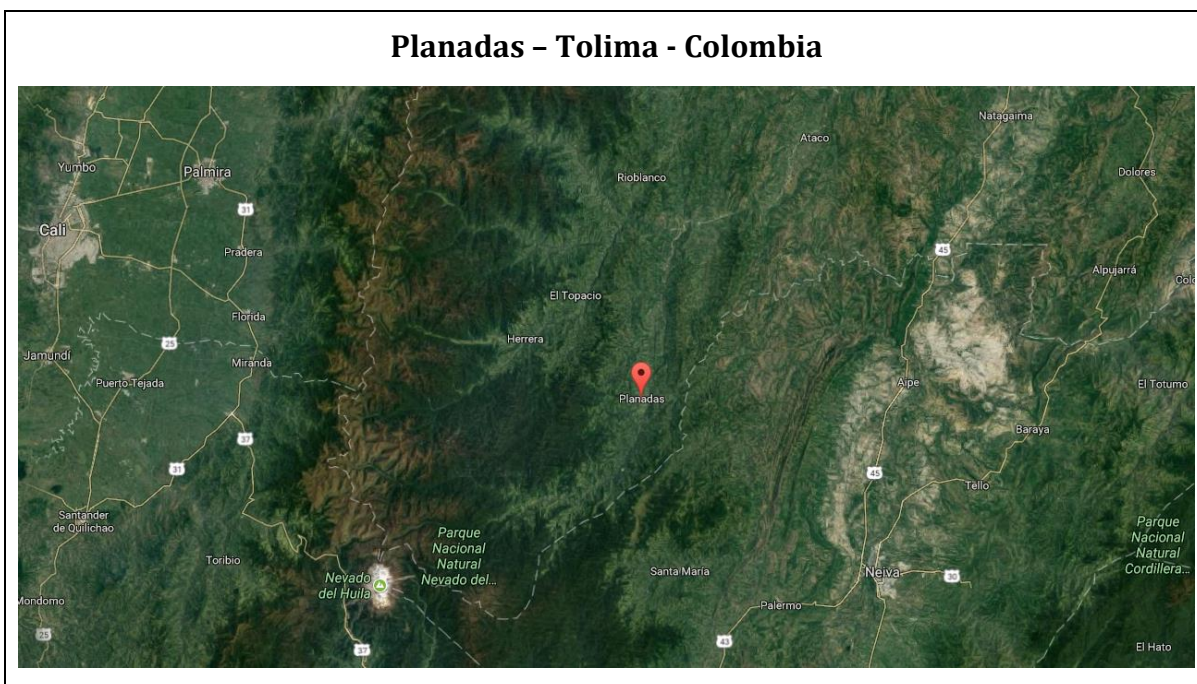 Planadas – Tolima - Colombia
Natagaima
Ataco
Yumbo
Palmira
Dolores
Rioblanco
31
Cali
Pradera
45
Alpujarrá
Colo
El Topacio
Florida
Herrera
25
Jamundí
Miranda
Puerto Tejada
Aipe
El Totumo
Planadas
Baraya
37
31
45
Tello
Santander
de Quilichao
Parque
Nacional
Natural
Nevado del...
Parque
Nacional
Natural
Cordillera...
Toribio
Nevado
del Huila
Santa María
Neiva
30
Mondomo
Palermo
25
43
El Hato
37